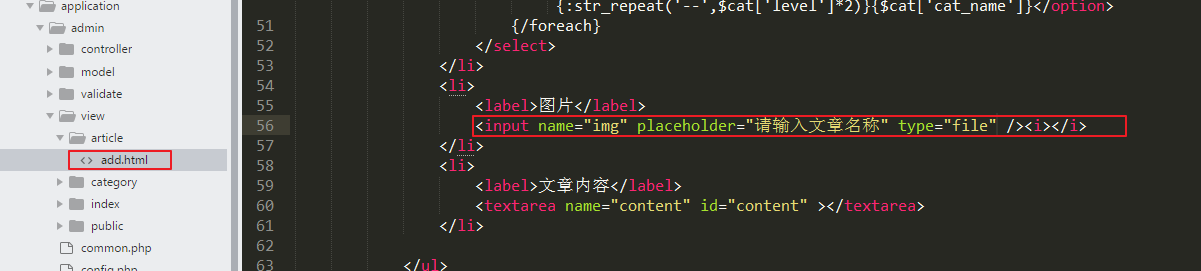 application
admin
controller
model
validate
view
article
<> add.html
category
index
public
common.php
config.php
{:str_repeat('--',$cat['level']*2)}{$cat['cat_name']}</option>
51 {/foreach}
52 </select>
53 </li>
54 <li>
55 <label>图片</label>
56 <input name="img" placeholder="请输入文章名称" type="file" /><i></i>
57 </li>
58 <li>
59 <label>文章内容</label>
60 <textarea name="content" id="content" ></textarea>
61 </li>
62
63 </ul>